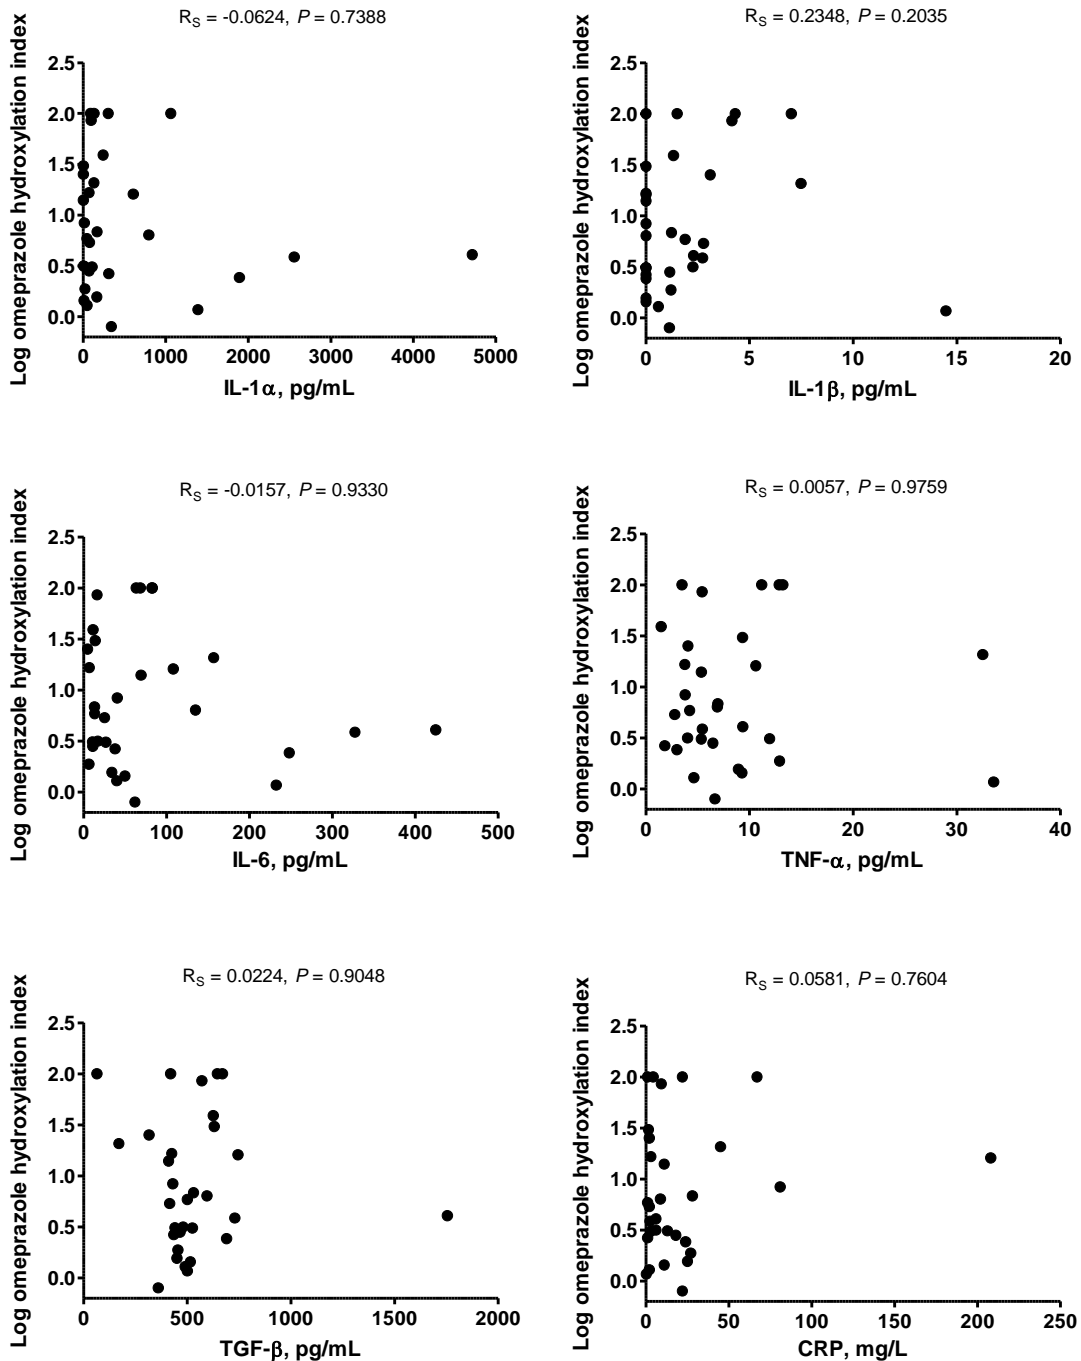 R_S = -0.0624, P = 0.7388
Log omeprazole hydroxylation index
2.5
2.0
1.5
1.0
0.5
0.0
0 1000 2000 3000 4000 5000
IL-1α, pg/mL
R_S = 0.2348, P = 0.2035
Log omeprazole hydroxylation index
2.5
2.0
1.5
1.0
0.5
0.0
0 5 10 15 20
IL-1β, pg/mL
R_S = -0.0157, P = 0.9330
Log omeprazole hydroxylation index
2.5
2.0
1.5
1.0
0.5
0.0
0 100 200 300 400 500
IL-6, pg/mL
R_S = 0.0057, P = 0.9759
Log omeprazole hydroxylation index
2.5
2.0
1.5
1.0
0.5
0.0
0 10 20 30 40
TNF-α, pg/mL
R_S = 0.0224, P = 0.9048
Log omeprazole hydroxylation index
2.5
2.0
1.5
1.0
0.5
0.0
0 500 1000 1500 2000
TGF-β, pg/mL
R_S = 0.0581, P = 0.7604
Log omeprazole hydroxylation index
2.5
2.0
1.5
1.0
0.5
0.0
0 50 100 150 200 250
CRP, mg/L